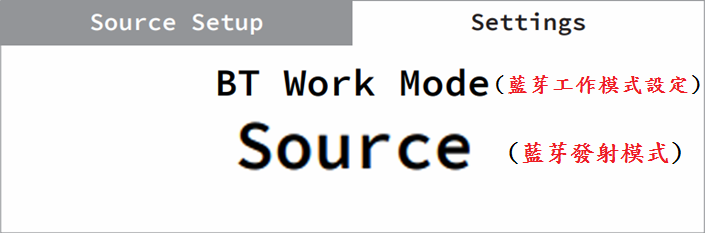 Source Setup Settings
BT Work Mode(藍芽工作模式設定)
Source (藍芽發射模式)